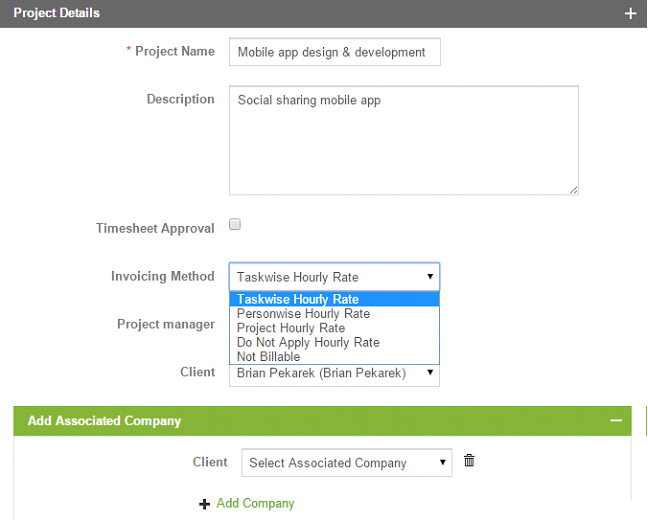 Project Details
* Project Name Mobile app design & development
Description Social sharing mobile app
Timesheet Approval
Invoicing Method Taskwise Hourly Rate
Taskwise Hourly Rate
Personwise Hourly Rate
Project manager Project Hourly Rate
Do Not Apply Hourly Rate
Not Billable
Client Brian Pekarek (Brian Pekarek)
Add Associated Company
Client Select Associated Company
Add Company